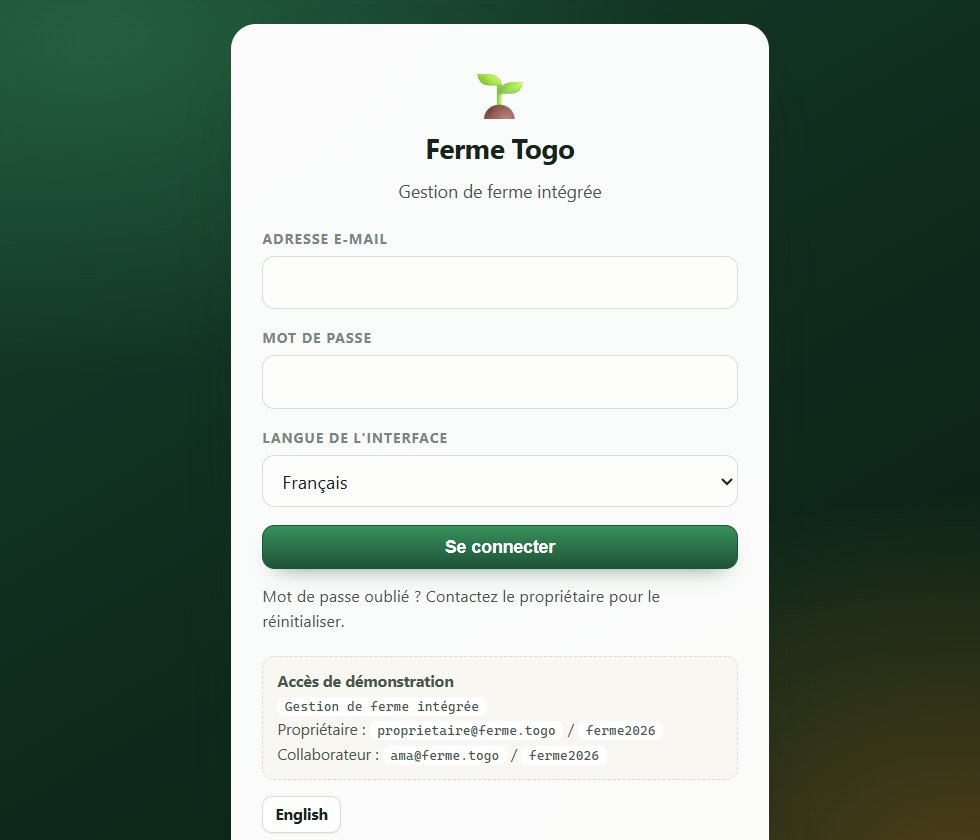 Ferme Togo
Gestion de ferme intégrée
ADRESSE E-MAIL
MOT DE PASSE
LANGUE DE L'INTERFACE
Français
Se connecter
Mot de passe oublié ? Contactez le propriétaire pour le
réinitialiser.
Accès de démonstration
Gestion de ferme intégrée
Propriétaire : proprietaire@ferme.togo / ferme2026
Collaborateur : ama@ferme.togo / ferme2026
English